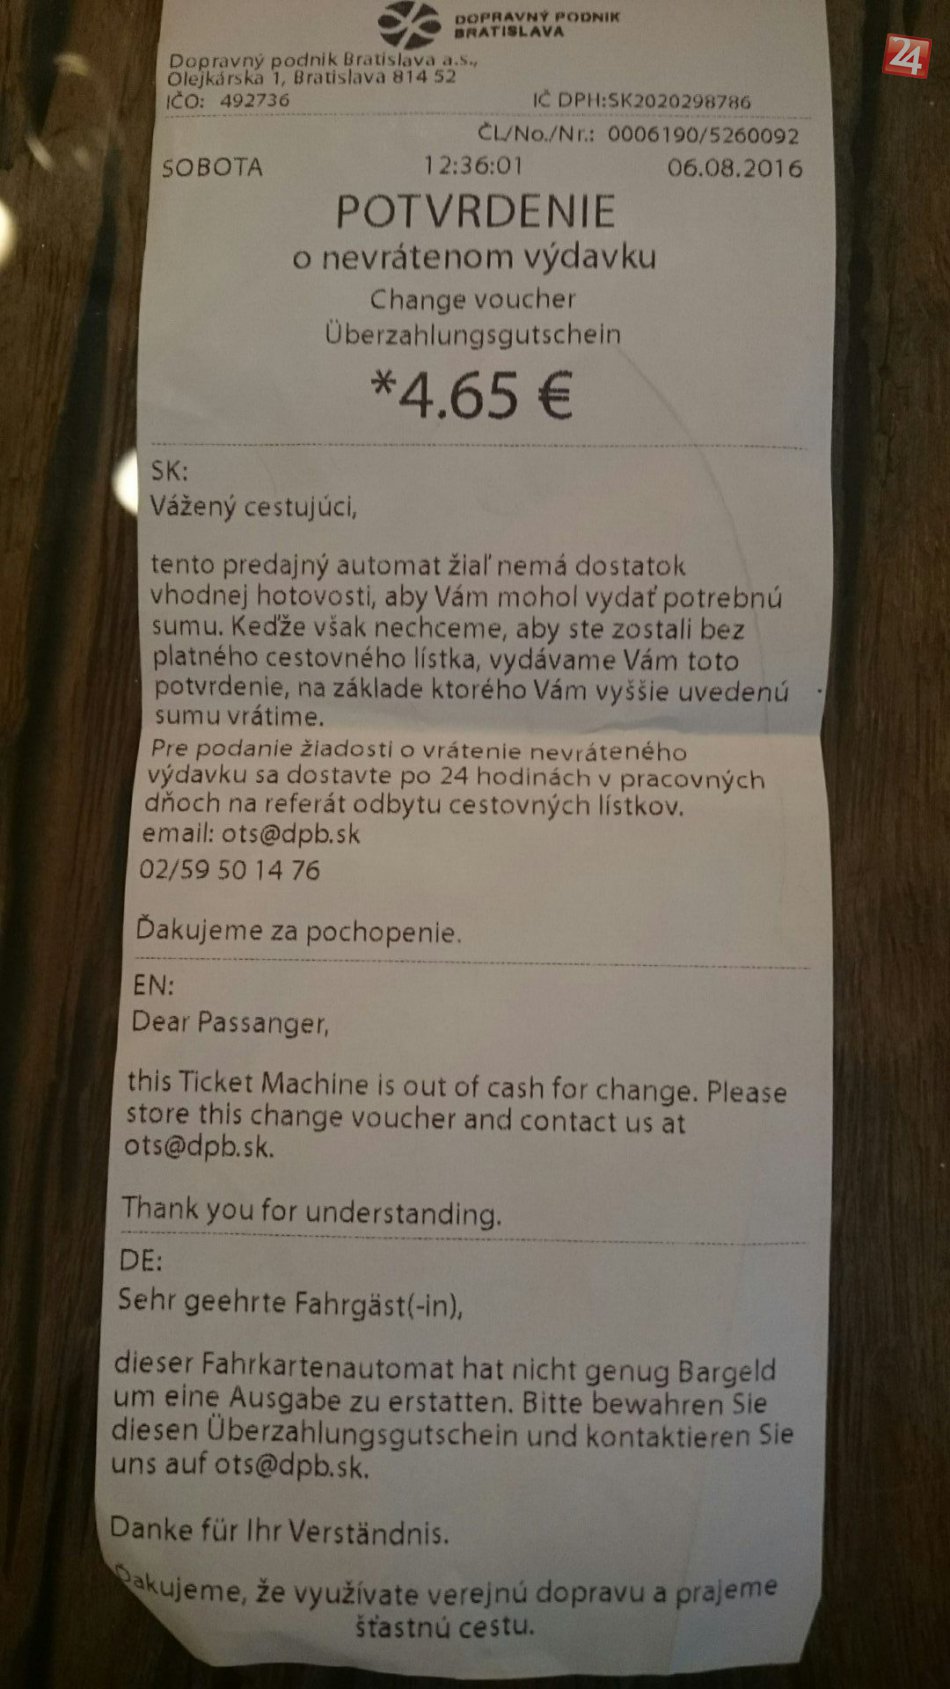 DOPRAVNÝ PODNIK
BRATISLAVA
24
Dopravný podnik Bratislava a.s.,
Olejkárska 1, Bratislava 814 52
IČO: 492736 IČ DPH:SK2020298786
ČL/No./Nr.: 0006190/5260092
SOBOTA 12:36:01 06.08.2016
POTVRDENIE
o nevrátenom výdavku
Change voucher
Überzahlungsgutschein
*4.65 €
SK:
Vážený cestujúci,
tento predajný automat žiaľ nemá dostatok
vhodnej hotovosti, aby Vám mohol vydať potrebnú
sumu. Keďže však nechceme, aby ste zostali bez
platného cestovného lístka, vydávame Vám toto
potvrdenie, na základe ktorého Vám vyššie uvedenú
sumu vrátime.
Pre podanie žiadosti o vrátenie nevráteného
výdavku sa dostavte po 24 hodinách v pracovných
dňoch na referát odbytu cestovných lístkov.
email: ots@dpb.sk
02/59 50 14 76
Ďakujeme za pochopenie.
EN:
Dear Passanger,
this Ticket Machine is out of cash for change. Please
store this change voucher and contact us at
ots@dpb.sk.
Thank you for understanding.
DE:
Sehr geehrte Fahrgäst(-in),
dieser Fahrkartenautomat hat nicht genug Bargeld
um eine Ausgabe zu erstatten. Bitte bewahren Sie
diesen Überzahlungsgutschein und kontaktieren Sie
uns auf ots@dpb.sk.
Danke für Ihr Verständnis.
Ďakujeme, že využívate verejnú dopravu a prajeme
šťastnú cestu.